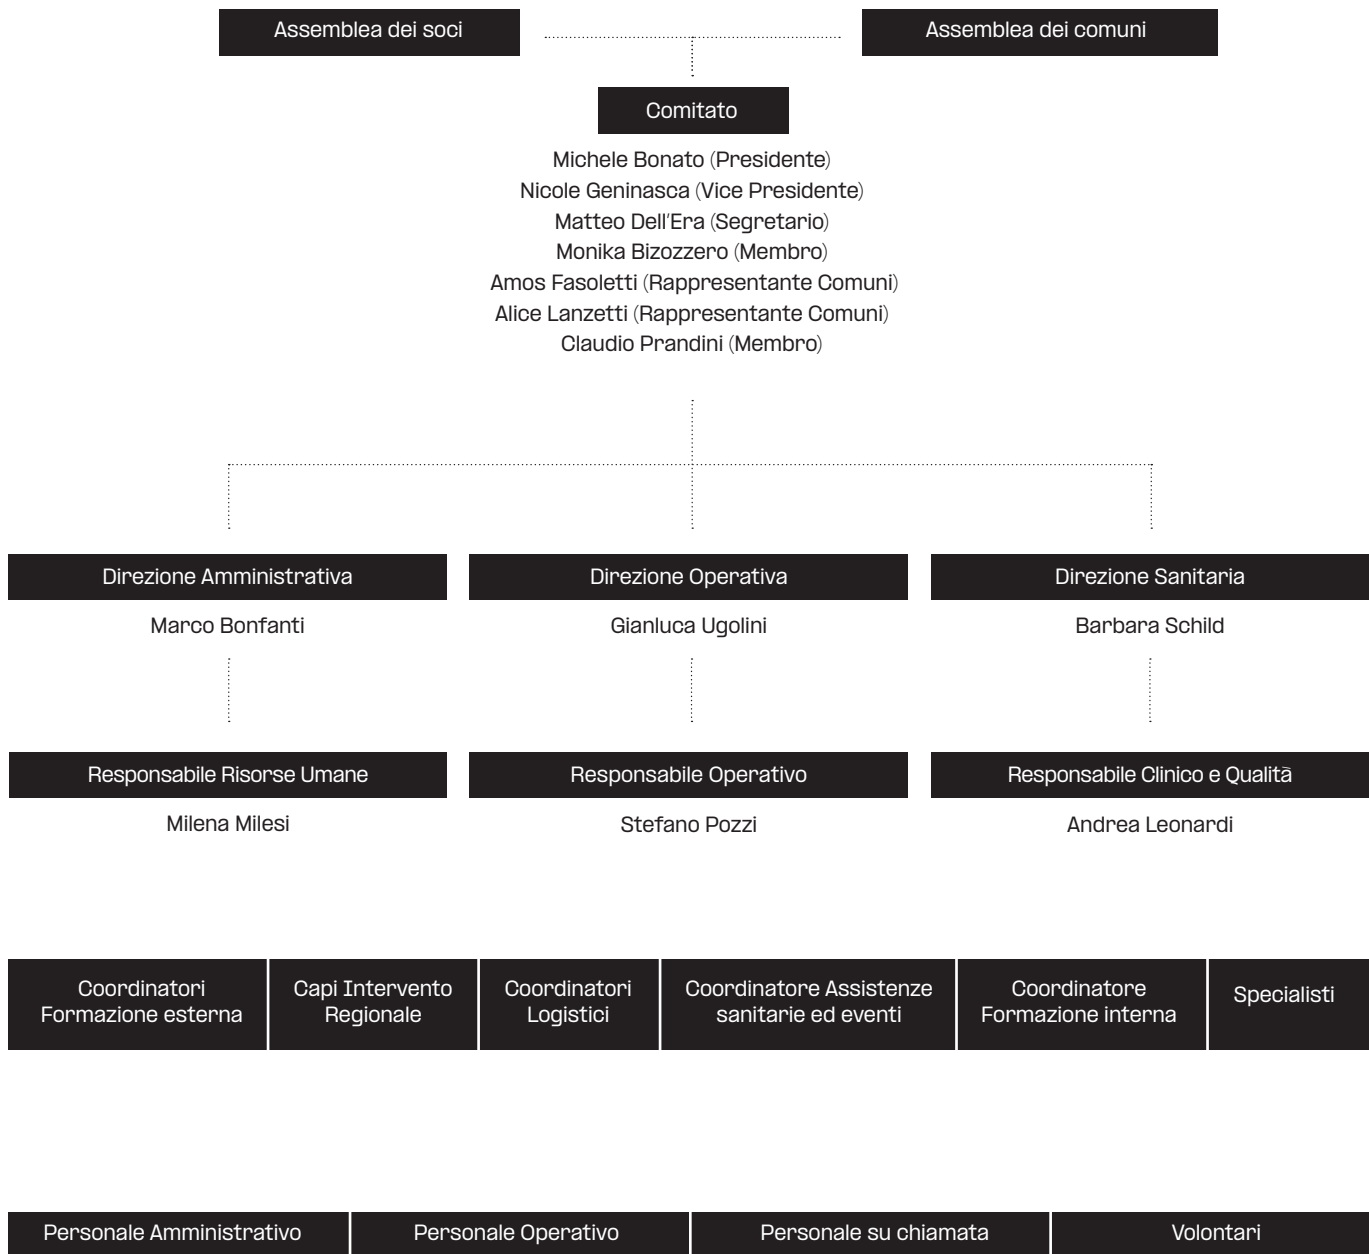 Assemblea dei soci
Assemblea dei comuni
Comitato
Michele Bonato (Presidente)
Nicole Geninasca (Vice Presidente)
Matteo Dell'Era (Segretario)
Monika Bizozzero (Membro)
Amos Fasoletti (Rappresentante Comuni)
Alice Lanzetti (Rappresentante Comuni)
Claudio Prandini (Membro)
Direzione Amministrativa
Direzione Operativa
Direzione Sanitaria
Marco Bonfanti
Gianluca Ugolini
Barbara Schild
Responsabile Risorse Umane
Responsabile Operativo
Responsabile Clinico e Qualità
Milena Milesi
Stefano Pozzi
Andrea Leonardi
Coordinatori
Formazione esterna
Capi Intervento
Regionale
Coordinatori
Logistici
Coordinatore Assistenze
sanitarie ed eventi
Coordinatore
Formazione interna
Specialisti
Personale Amministrativo
Personale Operativo
Personale su chiamata
Volontari